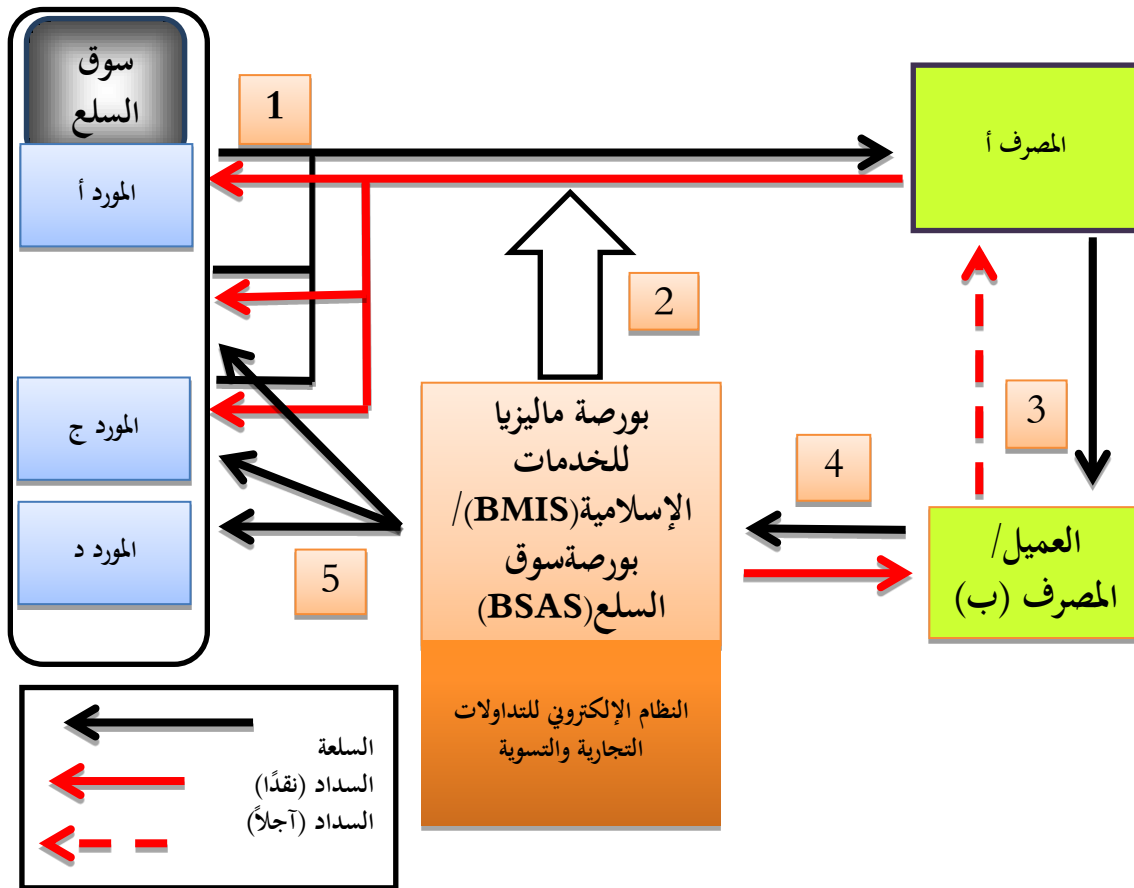 سوق
السلع
المورد أ
المورد ج
المورد د
1
المصرف أ
2
3
4
5
بورصة ماليزيا
للخدمات
الإسلامية(BMIS)/
بورصةسوق
السلع(BSAS)
النظام الإلكتروني للتداولات
التجارية والتسوية
العميل/
المصرف (ب)
السلعة
السداد (نقدًا)
السداد (آجلاً)